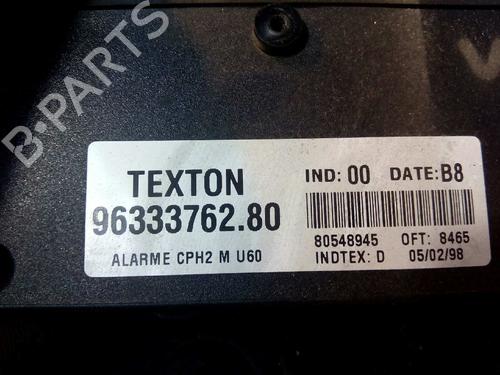 B-PARTS
TEXTON
96333762.80
ALARME CPH2 M U60
IND: 00 DATE: B8
80548945 OFT: 8465
INDTEX: D 05/02/98